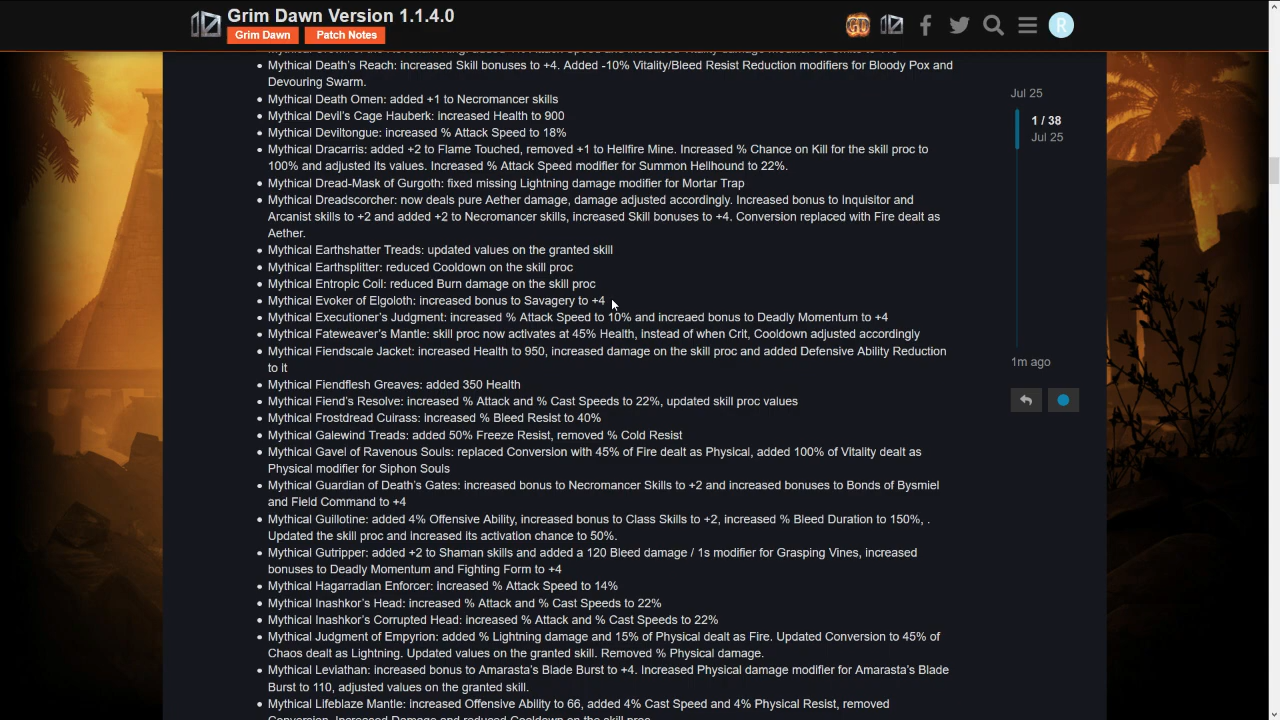 Grim Dawn Version 1.1.4.0
Grim Dawn Patch Notes
R
Mythical Death's Reach: increased Skill bonuses to +4. Added -10% Vitality/Bleed Resist Reduction modifiers for Bloody Pox and
Devouring Swarm.
Mythical Death Omen: added +1 to Necromancer skills
Mythical Devil's Cage Hauberk: increased Health to 900
Mythical Deviltongue: increased % Attack Speed to 18%
Mythical Dracarris: added +2 to Flame Touched, removed +1 to Hellfire Mine. Increased % Chance on Kill for the skill proc to
100% and adjusted its values. Increased % Attack Speed modifier for Summon Hellhound to 22%.
Mythical Dread-Mask of Gurgoth: fixed missing Lightning damage modifier for Mortar Trap
Mythical Dreadscorcher: now deals pure Aether damage, damage adjusted accordingly. Increased bonus to Inquisitor and
Arcanist skills to +2 and added +2 to Necromancer skills, increased Skill bonuses to +4. Conversion replaced with Fire dealt as
Aether.
Mythical Earthshatter Treads: updated values on the granted skill
Mythical Earthsplitter: reduced Cooldown on the skill proc
Mythical Entropic Coil: reduced Burn damage on the skill proc
Mythical Evoker of Elgoloth: increased bonus to Savagery to +4
Mythical Executioner's Judgment: increased % Attack Speed to 10% and increaed bonus to Deadly Momentum to +4
Mythical Fateweaver's Mantle: skill proc now activates at 45% Health, instead of when Crit, Cooldown adjusted accordingly
Mythical Fiendscale Jacket: increased Health to 950, increased damage on the skill proc and added Defensive Ability Reduction
to it
Mythical Fiendflesh Greaves: added 350 Health
Mythical Fiend's Resolve: increased % Attack and % Cast Speeds to 22%, updated skill proc values
Mythical Frostdread Cuirass: increased % Bleed Resist to 40%
Mythical Galewind Treads: added 50% Freeze Resist, removed % Cold Resist
Mythical Gavel of Ravenous Souls: replaced Conversion with 45% of Fire dealt as Physical, added 100% of Vitality dealt as
Physical modifier for Siphon Souls
Mythical Guardian of Death's Gates: increased bonus to Necromancer Skills to +2 and increased bonuses to Bonds of Bysmiel
and Field Command to +4
Mythical Guillotine: added 4% Offensive Ability, increased bonus to Class Skills to +2, increased % Bleed Duration to 150%, .
Updated the skill proc and increased its activation chance to 50%.
Mythical Gutripper: added +2 to Shaman skills and added a 120 Bleed damage / 1s modifier for Grasping Vines, increased
bonuses to Deadly Momentum and Fighting Form to +4
Mythical Hagarradian Enforcer: increased % Attack Speed to 14%
Mythical Inashkor's Head: increased % Attack and % Cast Speeds to 22%
Mythical Inashkor's Corrupted Head: increased % Attack and % Cast Speeds to 22%
Mythical Judgment of Empyrion: added % Lightning damage and 15% of Physical dealt as Fire. Updated Conversion to 45% of
Chaos dealt as Lightning. Updated values on the granted skill. Removed % Physical damage.
Mythical Leviathan: increased bonus to Amarasta's Blade Burst to +4. Increased Physical damage modifier for Amarasta's Blade
Burst to 110, adjusted values on the granted skill.
Mythical Lifeblaze Mantle: increased Offensive Ability to 66, added 4% Cast Speed and 4% Physical Resist, removed
Jul 25
1 / 38
Jul 25
1m ago